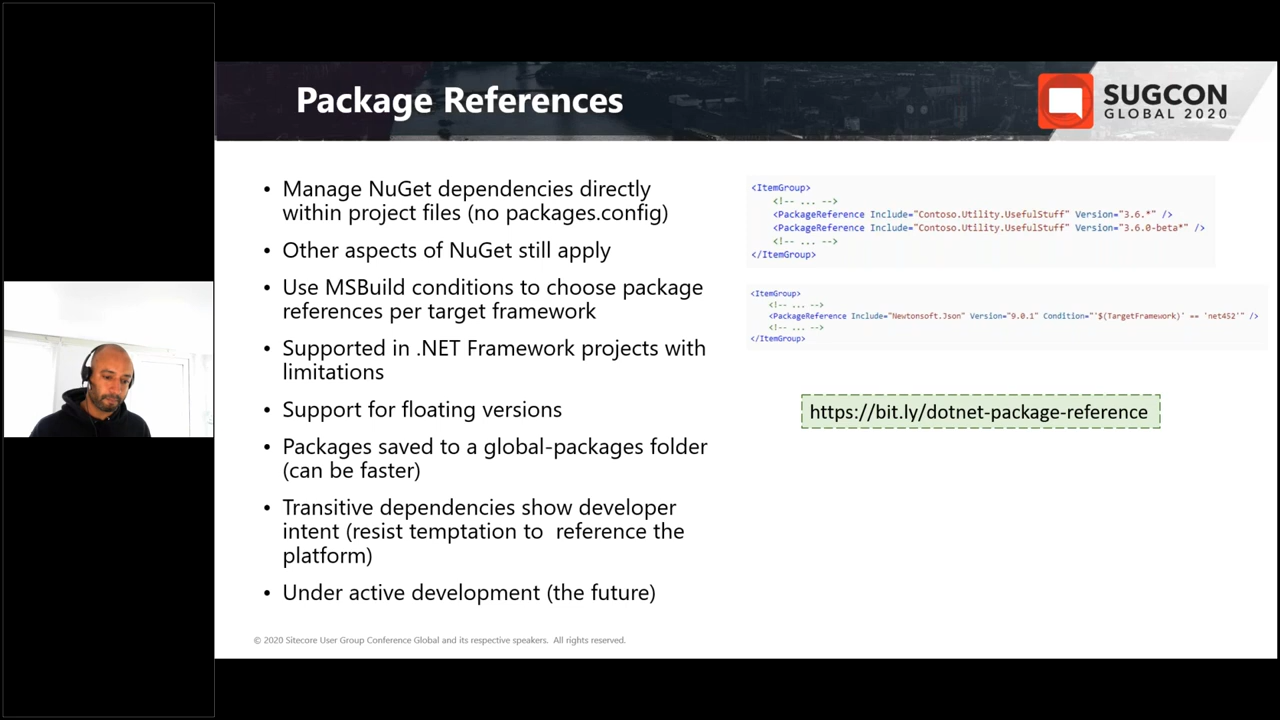 Package References
SUGCON
GLOBAL 2020
• Manage NuGet dependencies directly
within project files (no packages.config)
• Other aspects of NuGet still apply
• Use MSBuild conditions to choose package
references per target framework
• Supported in .NET Framework projects with
limitations
• Support for floating versions
• Packages saved to a global-packages folder
(can be faster)
• Transitive dependencies show developer
intent (resist temptation to  reference the
platform)
• Under active development (the future)
<ItemGroup>
<!-- ... -->
<PackageReference Include="Contoso.Utility.UsefulStuff" Version="3.6.*" />
<PackageReference Include="Contoso.Utility.UsefulStuff" Version="3.6.0-beta*" />
<!-- ... -->
</ItemGroup>
<ItemGroup>
<!-- ... -->
<PackageReference Include="Newtonsoft.Json" Version="9.0.1" Condition="'$(TargetFramework)' == 'net452'" />
<!-- ... -->
</ItemGroup>
https://bit.ly/dotnet-package-reference
© 2020 Sitecore User Group Conference Global and its respective speakers.  All rights reserved.